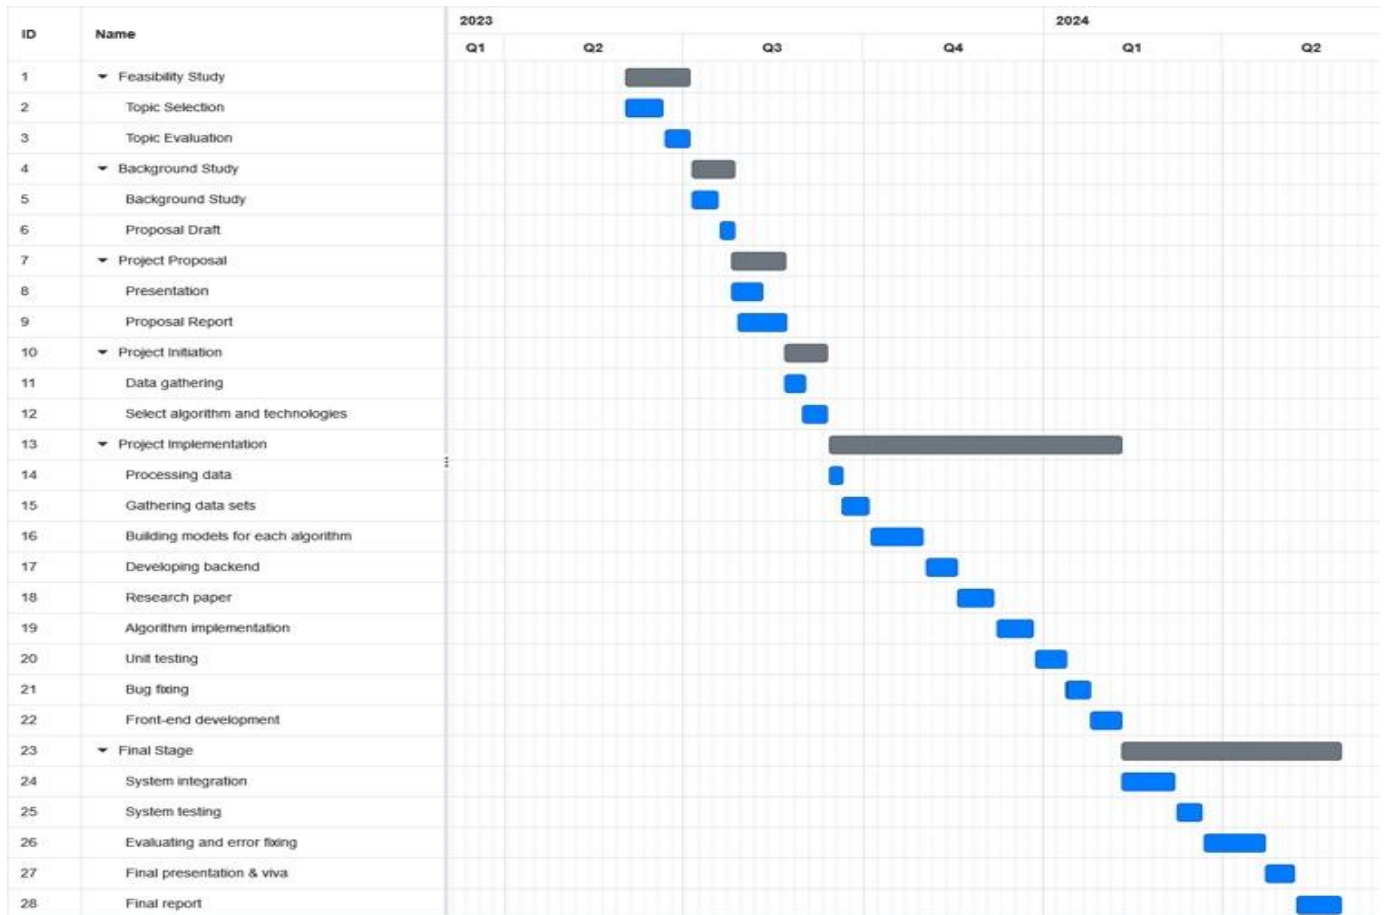 2023 2024
ID Name
Q1 Q2 Q3 Q4 Q1 Q2
1 Feasibility Study
2 Topic Selection
3 Topic Evaluation
4 Background Study
5 Background Study
6 Proposal Draft
7 Project Proposal
8 Presentation
9 Proposal Report
10 Project Initiation
11 Data gathering
12 Select algorithm and technologies
13 Project Implementation
14 Processing data
15 Gathering data sets
16 Building models for each algorithm
17 Developing backend
18 Research paper
19 Algorithm implementation
20 Unit testing
21 Bug fixing
22 Front-end development
23 Final Stage
24 System integration
25 System testing
26 Evaluating and error fixing
27 Final presentation & viva
28 Final report